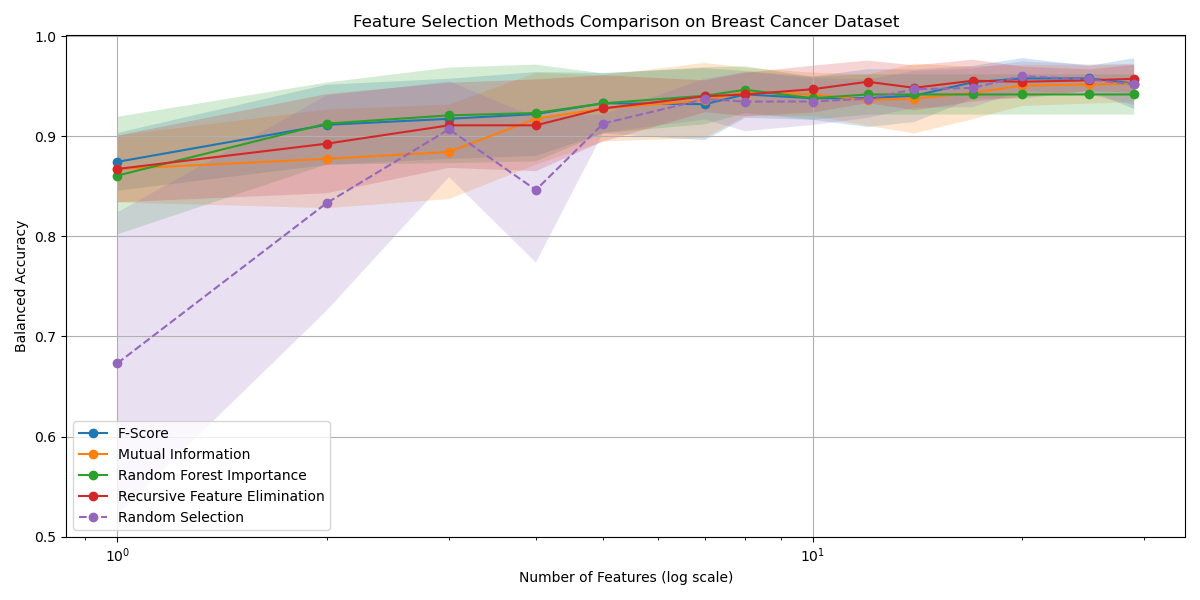 Feature Selection Methods Comparison on Breast Cancer Dataset
Balanced Accuracy
1.0
0.9
0.8
0.7
0.6
0.5
F-Score
Mutual Information
Random Forest Importance
Recursive Feature Elimination
Random Selection
10⁰
10¹
Number of Features (log scale)